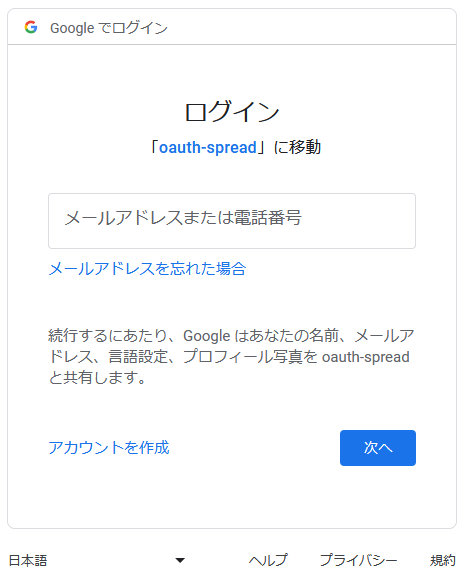 Google でログイン
ログイン
「oauth-spread」に移動
メールアドレスまたは電話番号
メールアドレスを忘れた場合
続行するにあたり、Google はあなたの名前、メールア
ドレス、言語設定、プロフィール写真を oauth-spread
と共有します。
アカウントを作成
次へ
日本語
ヘルプ
プライバシー
規約